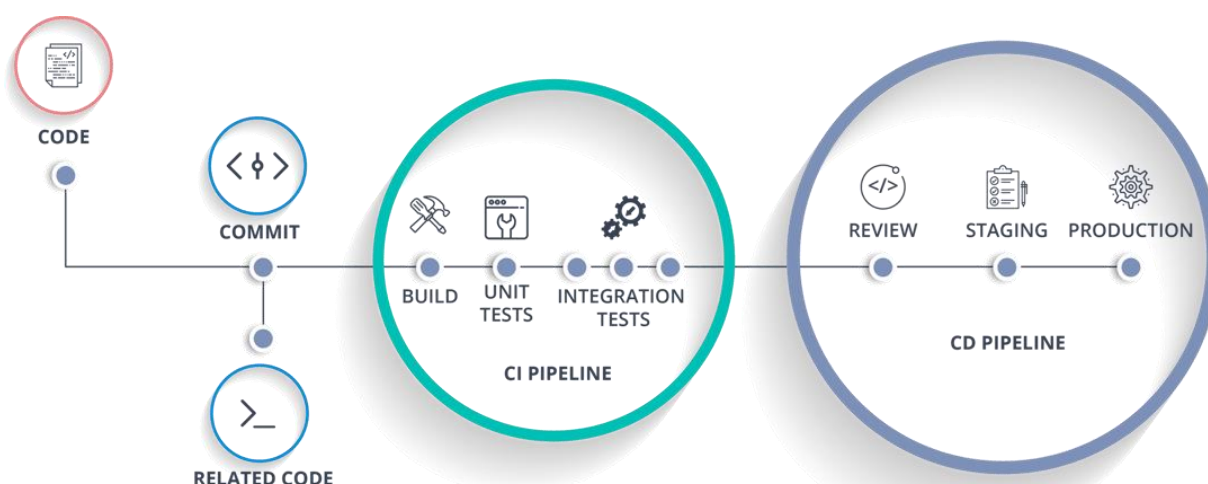 CODE
COMMIT
RELATED CODE
BUILD
UNIT
TESTS
INTEGRATION
TESTS
CI PIPELINE
REVIEW
STAGING
PRODUCTION
CD PIPELINE